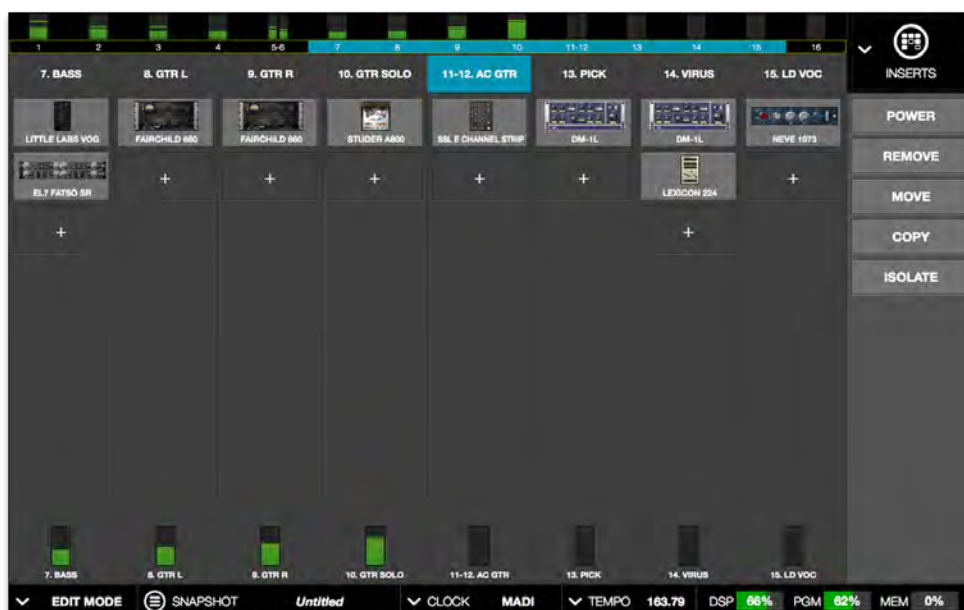 1 2 3 4 5-6 7 8 9 10 11-12 13 14 15 16
INSERTS
7. BASS 8. GTR L 9. GTR R 10. GTR SOLO 11-12. AC GTR 13. PICK 14. VIRUS 15. LD VOC
LITTLE LABS VOG FAIRCHILD 660 FAIRCHILD 660 STUDER A800 SSL E CHANNEL STRIP DM-1L DM-1L NEVE 1073
POWER
REMOVE
EL7 FATSO SR + + + + + LEXICON 224 +
MOVE
+ +
COPY
ISOLATE
7. BASS 8. GTR L 9. GTR R 10. GTR SOLO 11-12. AC GTR 13. PICK 14. VIRUS 15. LD VOC
EDIT MODE SNAPSHOT Untitled CLOCK MADI TEMPO 163.79 DSP 66% PGM 62% MEM 0%